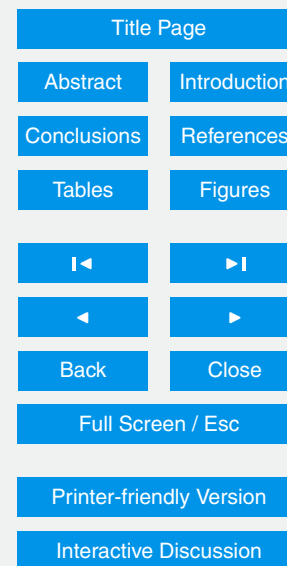 Title Page
Abstract Introduction
Conclusions References
Tables Figures
Back Close
Full Screen / Esc
Printer-friendly Version
Interactive Discussion